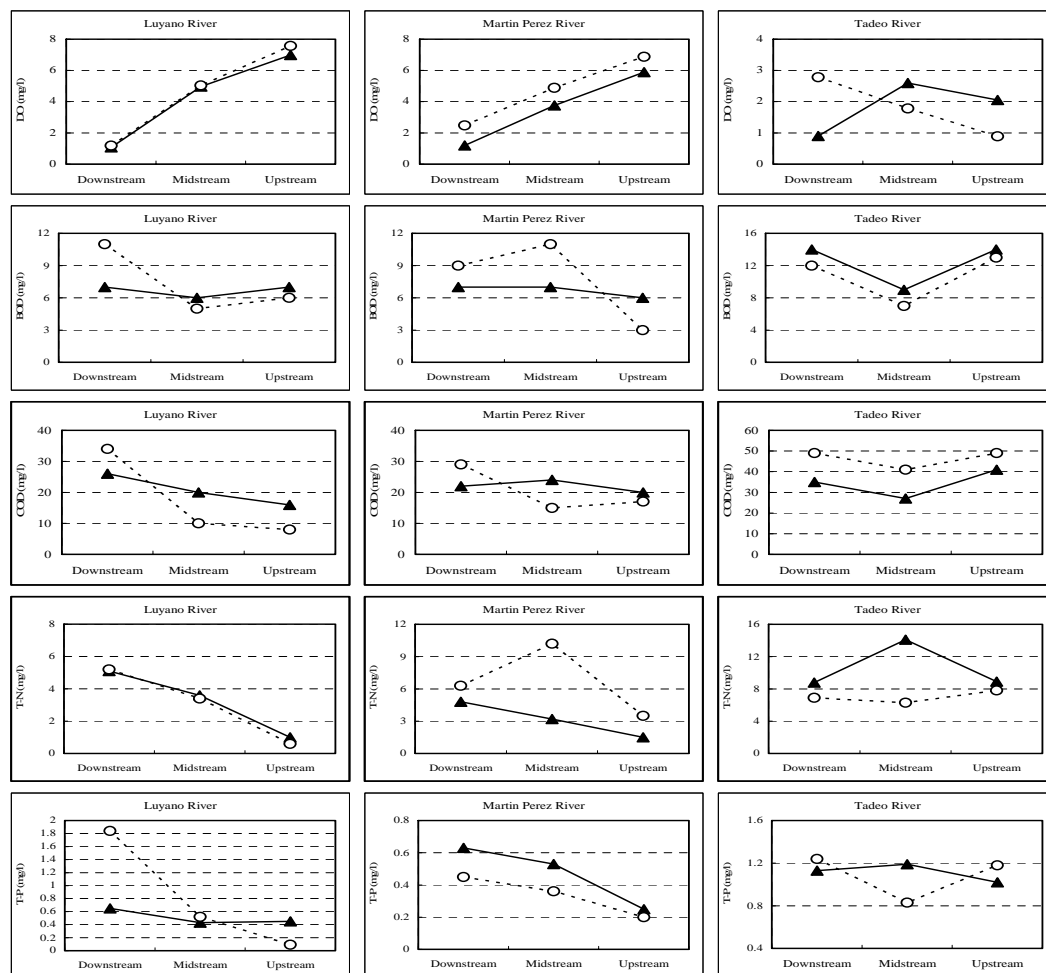 Luyano River
8
6
4
2
0
DO (mg/l)
Downstream Midstream Upstream
Martin Perez River
8
6
4
2
0
DO (mg/l)
Downstream Midstream Upstream
Tadeo River
4
3
2
1
0
DO (mg/l)
Downstream Midstream Upstream
Luyano River
12
9
6
3
0
BOD (mg/l)
Downstream Midstream Upstream
Martin Perez River
12
9
6
3
0
BOD (mg/l)
Downstream Midstream Upstream
Tadeo River
16
12
8
4
0
BOD (mg/l)
Downstream Midstream Upstream
Luyano River
40
30
20
10
0
COD (mg/l)
Downstream Midstream Upstream
Martin Perez River
40
30
20
10
0
COD (mg/l)
Downstream Midstream Upstream
Tadeo River
60
50
40
30
20
10
0
COD (mg/l)
Downstream Midstream Upstream
Luyano River
8
6
4
2
0
T-N (mg/l)
Downstream Midstream Upstream
Martin Perez River
12
9
6
3
0
T-N (mg/l)
Downstream Midstream Upstream
Tadeo River
16
12
8
4
0
T-N (mg/l)
Downstream Midstream Upstream
Luyano River
2
1.8
1.6
1.4
1.2
1
0.8
0.6
0.4
0.2
0
T-P (mg/l)
Downstream Midstream Upstream
Martin Perez River
0.8
0.6
0.4
0.2
0
T-P (mg/l)
Downstream Midstream Upstream
Tadeo River
1.6
1.2
0.8
0.4
T-P (mg/l)
Downstream Midstream Upstream